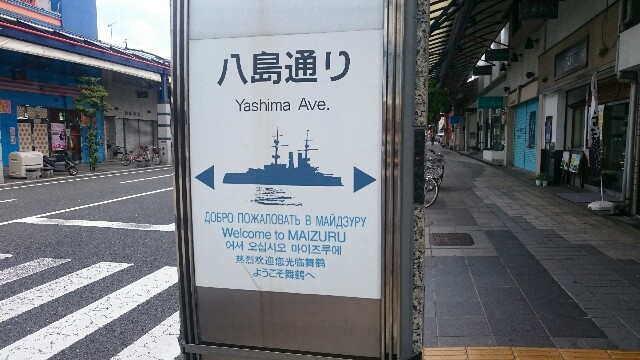 八島通り
Yashima Ave.
ДОБРО ПОЖАЛОВАТЬ В МАЙДЗУРУ
Welcome to MAIZURU
어서 오십시오 마이즈루에
热烈欢迎您光临舞鹤
ようこそ舞鶴へ